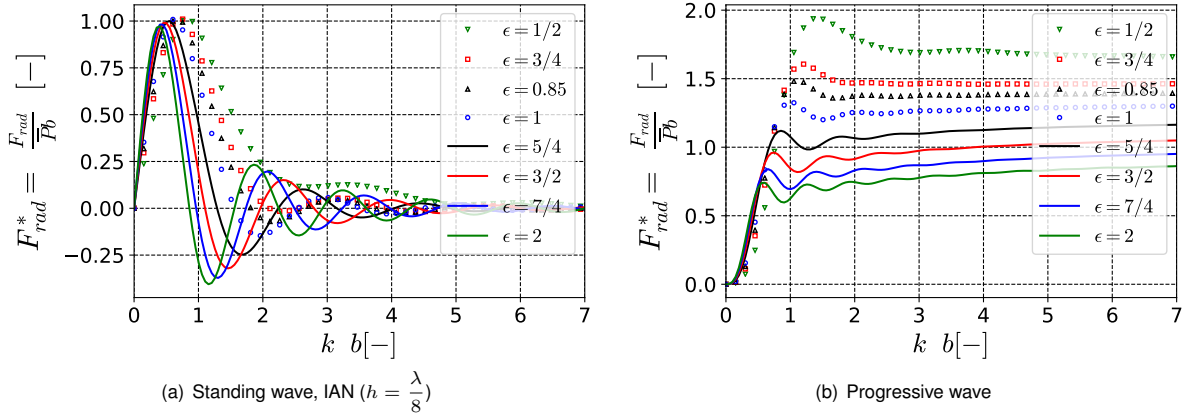 F*rad = Frad / P̿b [−]
1.00
0.75
0.50
0.25
0.00
−0.25
0 1 2 3 4 5 6 7
k b[−]
ϵ = 1/2
ϵ = 3/4
ϵ = 0.85
ϵ = 1
ϵ = 5/4
ϵ = 3/2
ϵ = 7/4
ϵ = 2
(a) Standing wave, IAN (h = λ/8)
F*rad = Frad / P̿b [−]
2.0
1.5
1.0
0.5
0.0
0 1 2 3 4 5 6 7
k b[−]
ϵ = 1/2
ϵ = 3/4
ϵ = 0.85
ϵ = 1
ϵ = 5/4
ϵ = 3/2
ϵ = 7/4
ϵ = 2
(b) Progressive wave